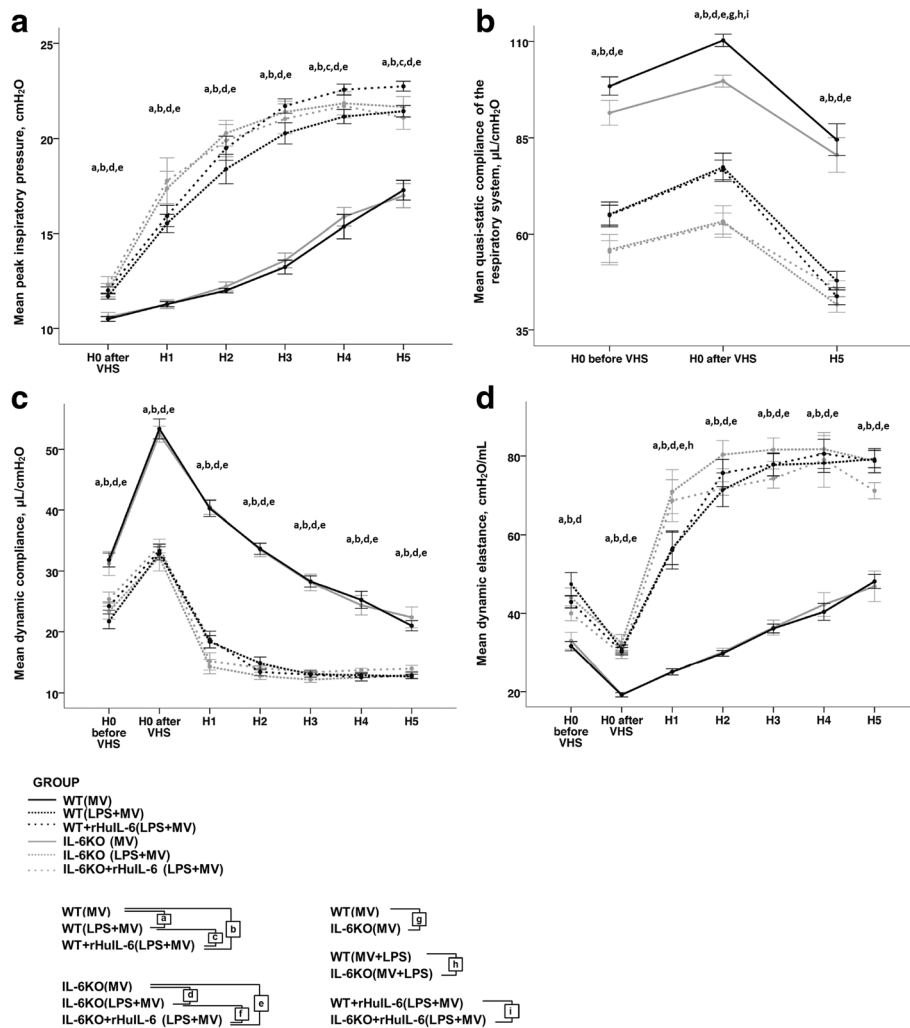 a
25
20
15
10
Mean peak inspiratory pressure, cmH₂O
a,b,d,e
a,b,d,e
a,b,d,e
a,b,d,e
a,b,c,d,e
a,b,c,d,e
H0 after
VHS
H1
H2
H3
H4
H5
b
110
85
60
35
Mean quasi-static compliance of the
respiratory system, µL/cmH₂O
a,b,d,e
a,b,d,e,g,h,i
a,b,d,e
H0 before VHS
H0 after VHS
H5
c
50
40
30
20
10
Mean dynamic compliance, µL/cmH₂O
a,b,d,e
a,b,d,e
a,b,d,e
a,b,d,e
a,b,d,e
a,b,d,e
a,b,d,e
H0
before
VHS
H0 after
VHS
H1
H2
H3
H4
H5
d
80
60
40
20
Mean dynamic elastance, cmH₂O/mL
a,b,d
a,b,d,e
a,b,d,e,h
a,b,d,e
a,b,d,e
a,b,d,e
a,b,d,e
H0
before
VHS
H0 after
VHS
H1
H2
H3
H4
H5
GROUP
WT(MV)
WT(LPS+MV)
WT+rHuIL-6(LPS+MV)
IL-6KO (MV)
IL-6KO (LPS+MV)
IL-6KO+rHuIL-6 (LPS+MV)
WT(MV)
WT(LPS+MV)
WT+rHuIL-6(LPS+MV)
a
b
c
IL-6KO(MV)
IL-6KO(LPS+MV)
IL-6KO+rHuIL-6 (LPS+MV)
d
e
f
WT(MV)
IL-6KO(MV)
g
WT(MV+LPS)
IL-6KO(MV+LPS)
h
WT+rHuIL-6(LPS+MV)
IL-6KO+rHuIL-6(LPS+MV)
i